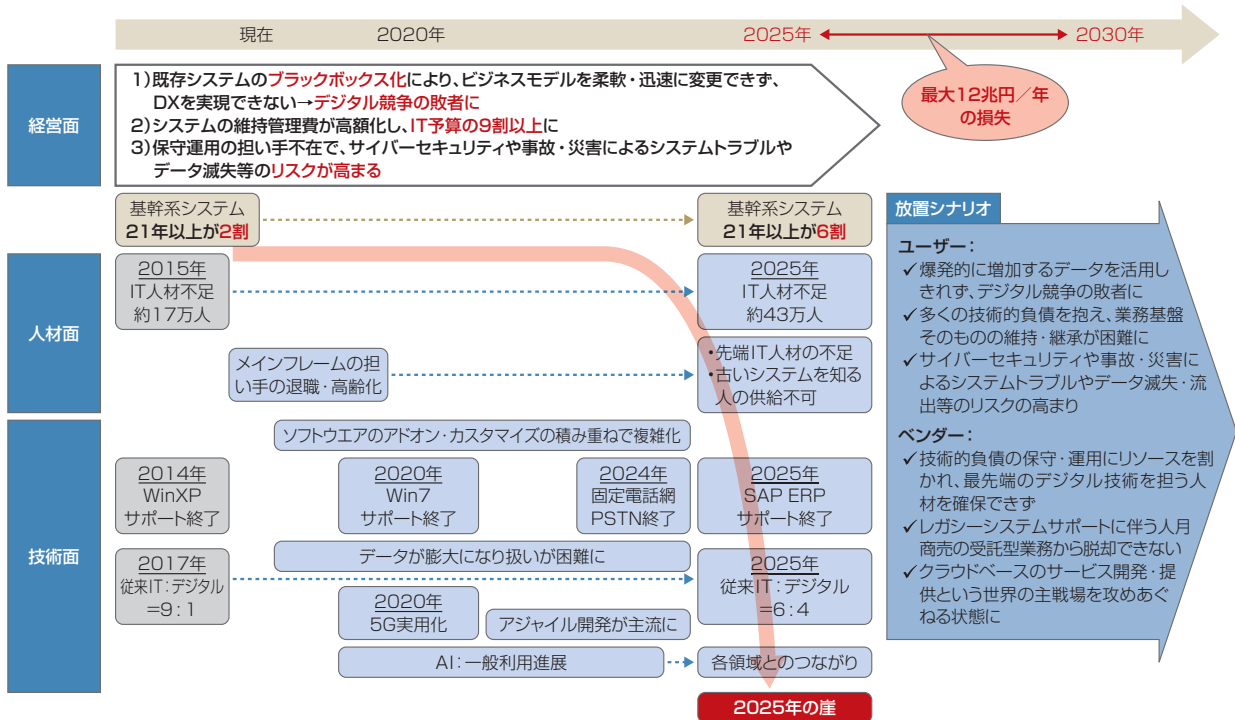 現在
2020年
2025年
2030年
最大12兆円／年
の損失
経営面
1)既存システムのブラックボックス化により、ビジネスモデルを柔軟・迅速に変更できず、
DXを実現できない→デジタル競争の敗者に
2)システムの維持管理費が高額化し、IT予算の9割以上に
3)保守運用の担い手不在で、サイバーセキュリティや事故・災害によるシステムトラブルや
データ滅失等のリスクが高まる
基幹系システム
21年以上が2割
基幹系システム
21年以上が6割
人材面
2015年
IT人材不足
約17万人
2025年
IT人材不足
約43万人
メインフレームの担
い手の退職・高齢化
・先端IT人材の不足
・古いシステムを知る
人の供給不可
技術面
ソフトウエアのアドオン・カスタマイズの積み重ねで複雑化
2014年
WinXP
サポート終了
2020年
Win7
サポート終了
2024年
固定電話網
PSTN終了
2025年
SAP ERP
サポート終了
データが膨大になり扱いが困難に
2017年
従来IT：デジタル
＝9：1
2025年
従来IT：デジタル
＝6：4
2020年
5G実用化
アジャイル開発が主流に
AI：一般利用進展
各領域とのつながり
2025年の崖
放置シナリオ
ユーザー：
✓爆発的に増加するデータを活用し
きれず、デジタル競争の敗者に
✓多くの技術的負債を抱え、業務基盤
そのものの維持・継承が困難に
✓サイバーセキュリティや事故・災害に
よるシステムトラブルやデータ滅失・流
出等のリスクの高まり
ベンダー：
✓技術的負債の保守・運用にリソースを割
かれ、最先端のデジタル技術を担う人
材を確保できず
✓レガシーシステムサポートに伴う人月
商売の受託型業務から脱却できない
✓クラウドベースのサービス開発・提
供という世界の主戦場を攻めあぐ
ねる状態に